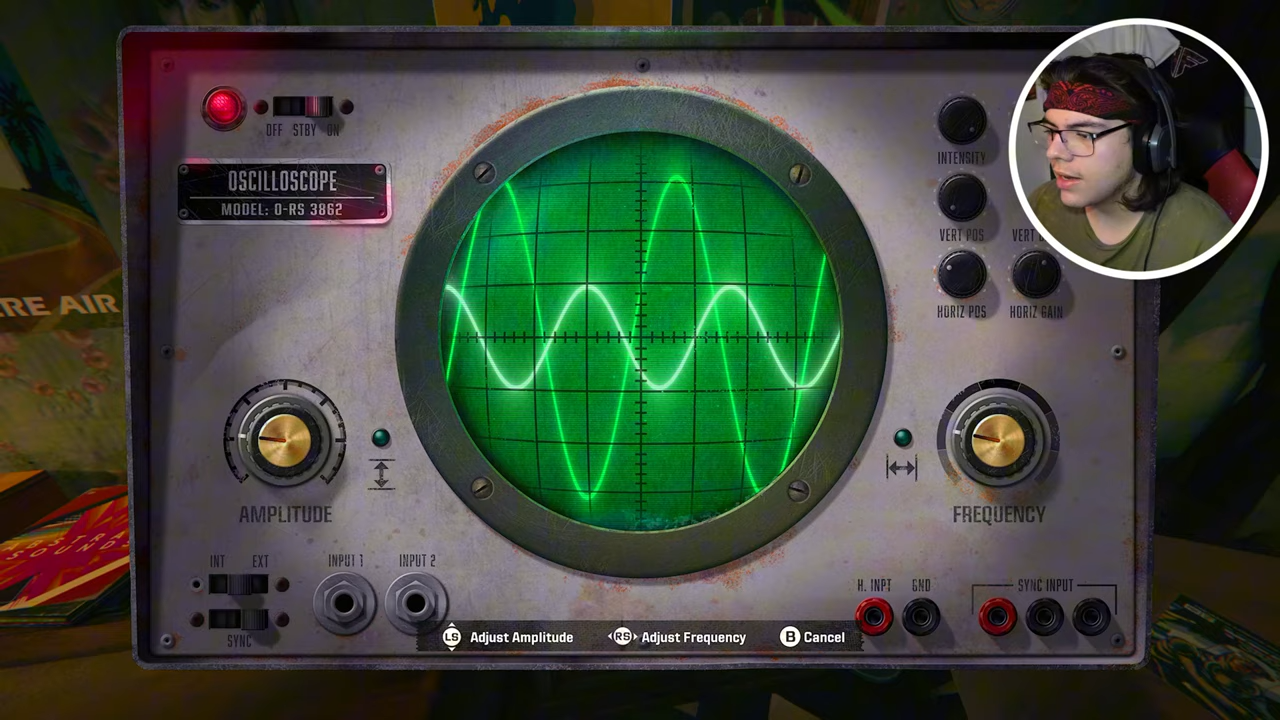 OFF STBY ON
OSCILLOSCOPE
MODEL: O-RS 3862
INTENSITY
VERT POS VERT
HORIZ POS HORIZ GAIN
RE AIR
AMPLITUDE
FREQUENCY
INT EXT
SYNC
INPUT 1 INPUT 2
H. INPT GND
SYNC INPUT
LS Adjust Amplitude RS Adjust Frequency B Cancel